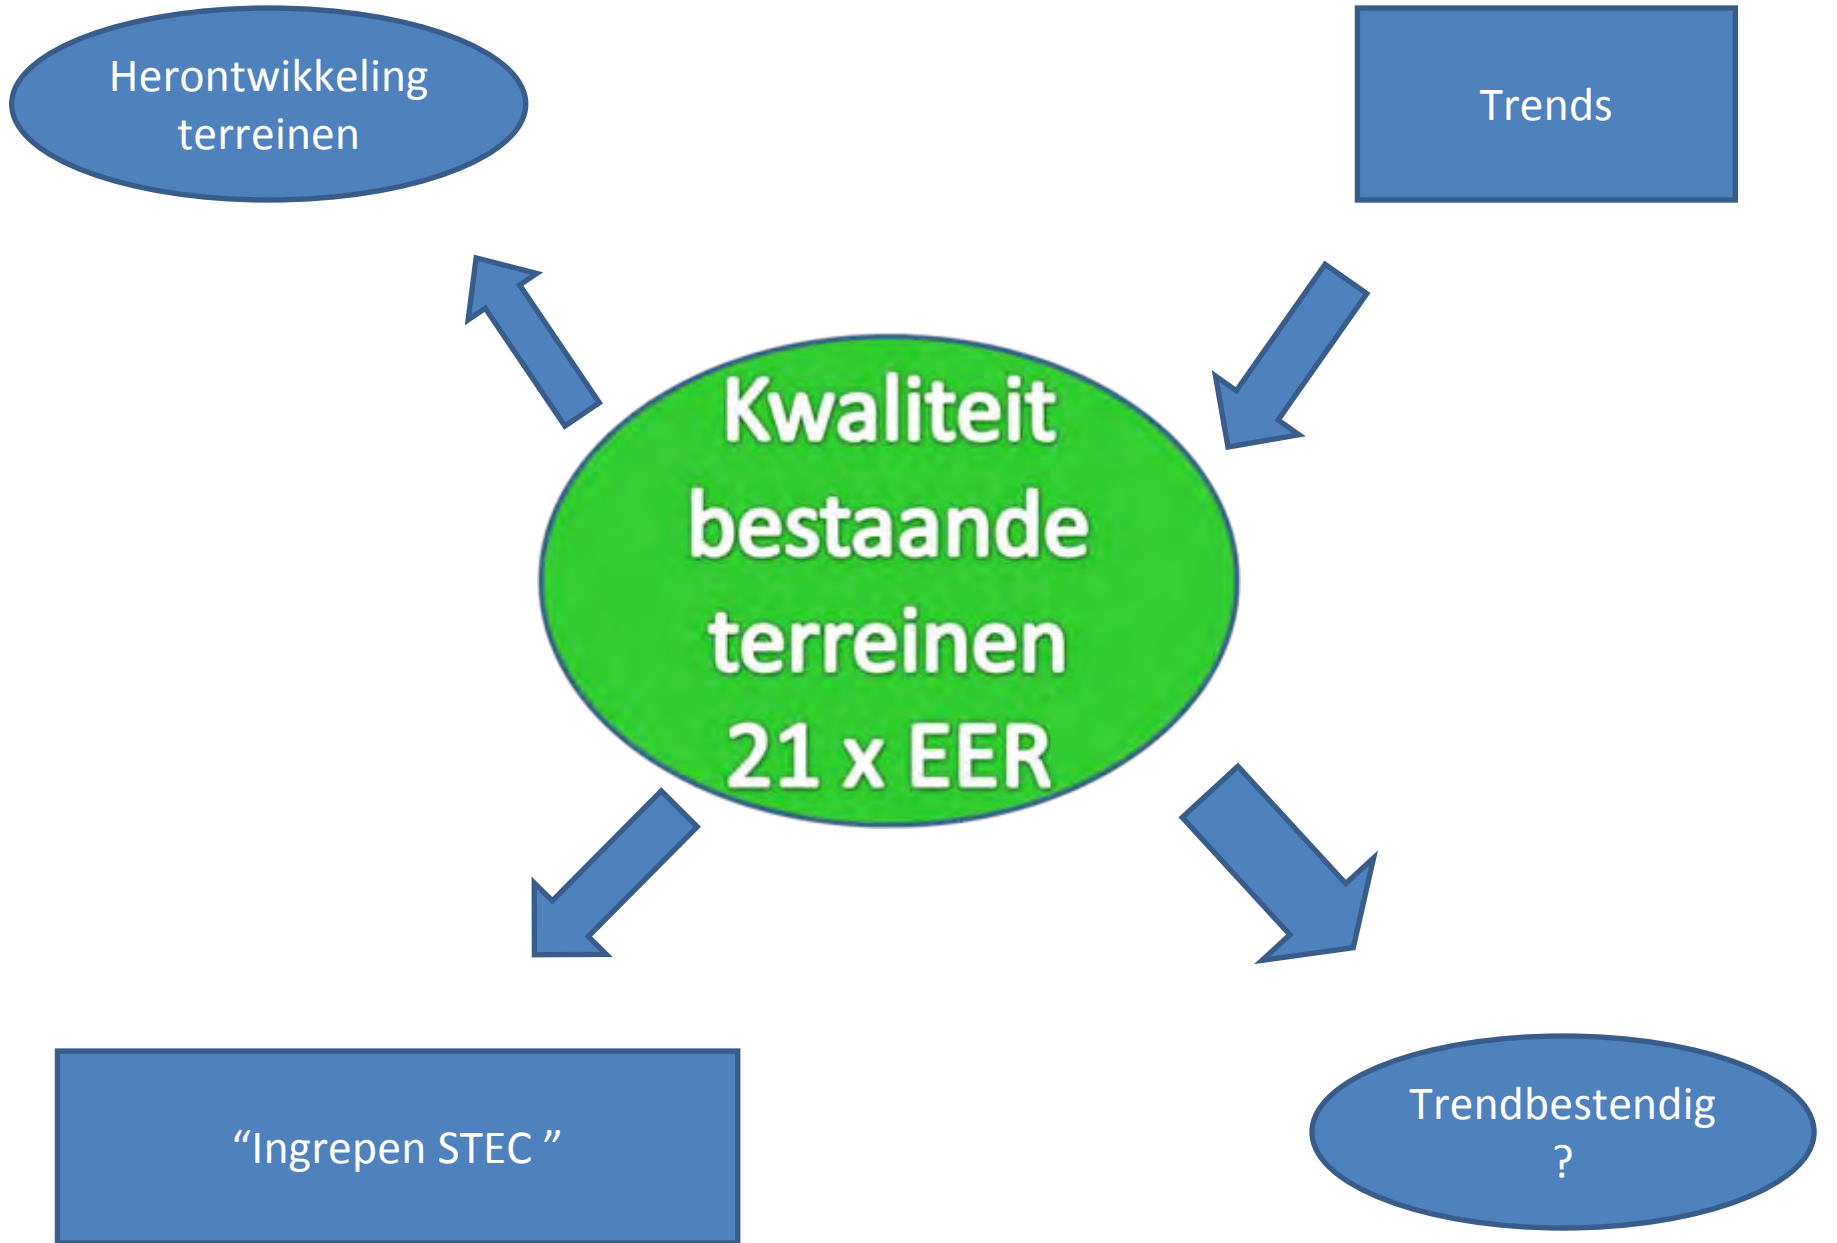 Herontwikkeling
terreinen
Trends
Kwaliteit
bestaande
terreinen
21 x EER
“Ingrepen STEC ”
Trendbestendig
?